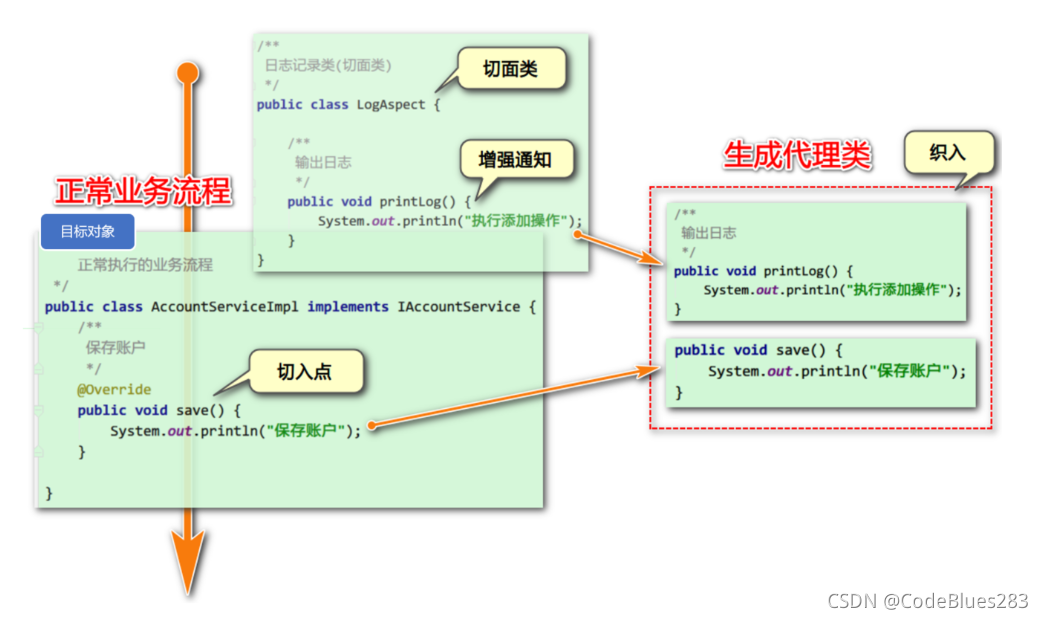 /**
日志记录类(切面类)
*/
public class LogAspect {
切面类
/**
输出日志
*/
增强通知
public void printLog() {
System.out.println("执行添加操作");
}
}
正常业务流程
目标对象
正常执行的业务流程
*/
public class AccountServiceImpl implements IAccountService {
/**
保存账户
*/
切入点
@Override
public void save() {
System.out.println("保存账户");
}
}
生成代理类
织入
/**
输出日志
*/
public void printLog() {
System.out.println("执行添加操作");
}
public void save() {
System.out.println("保存账户");
}
CSDN @CodeBlues283